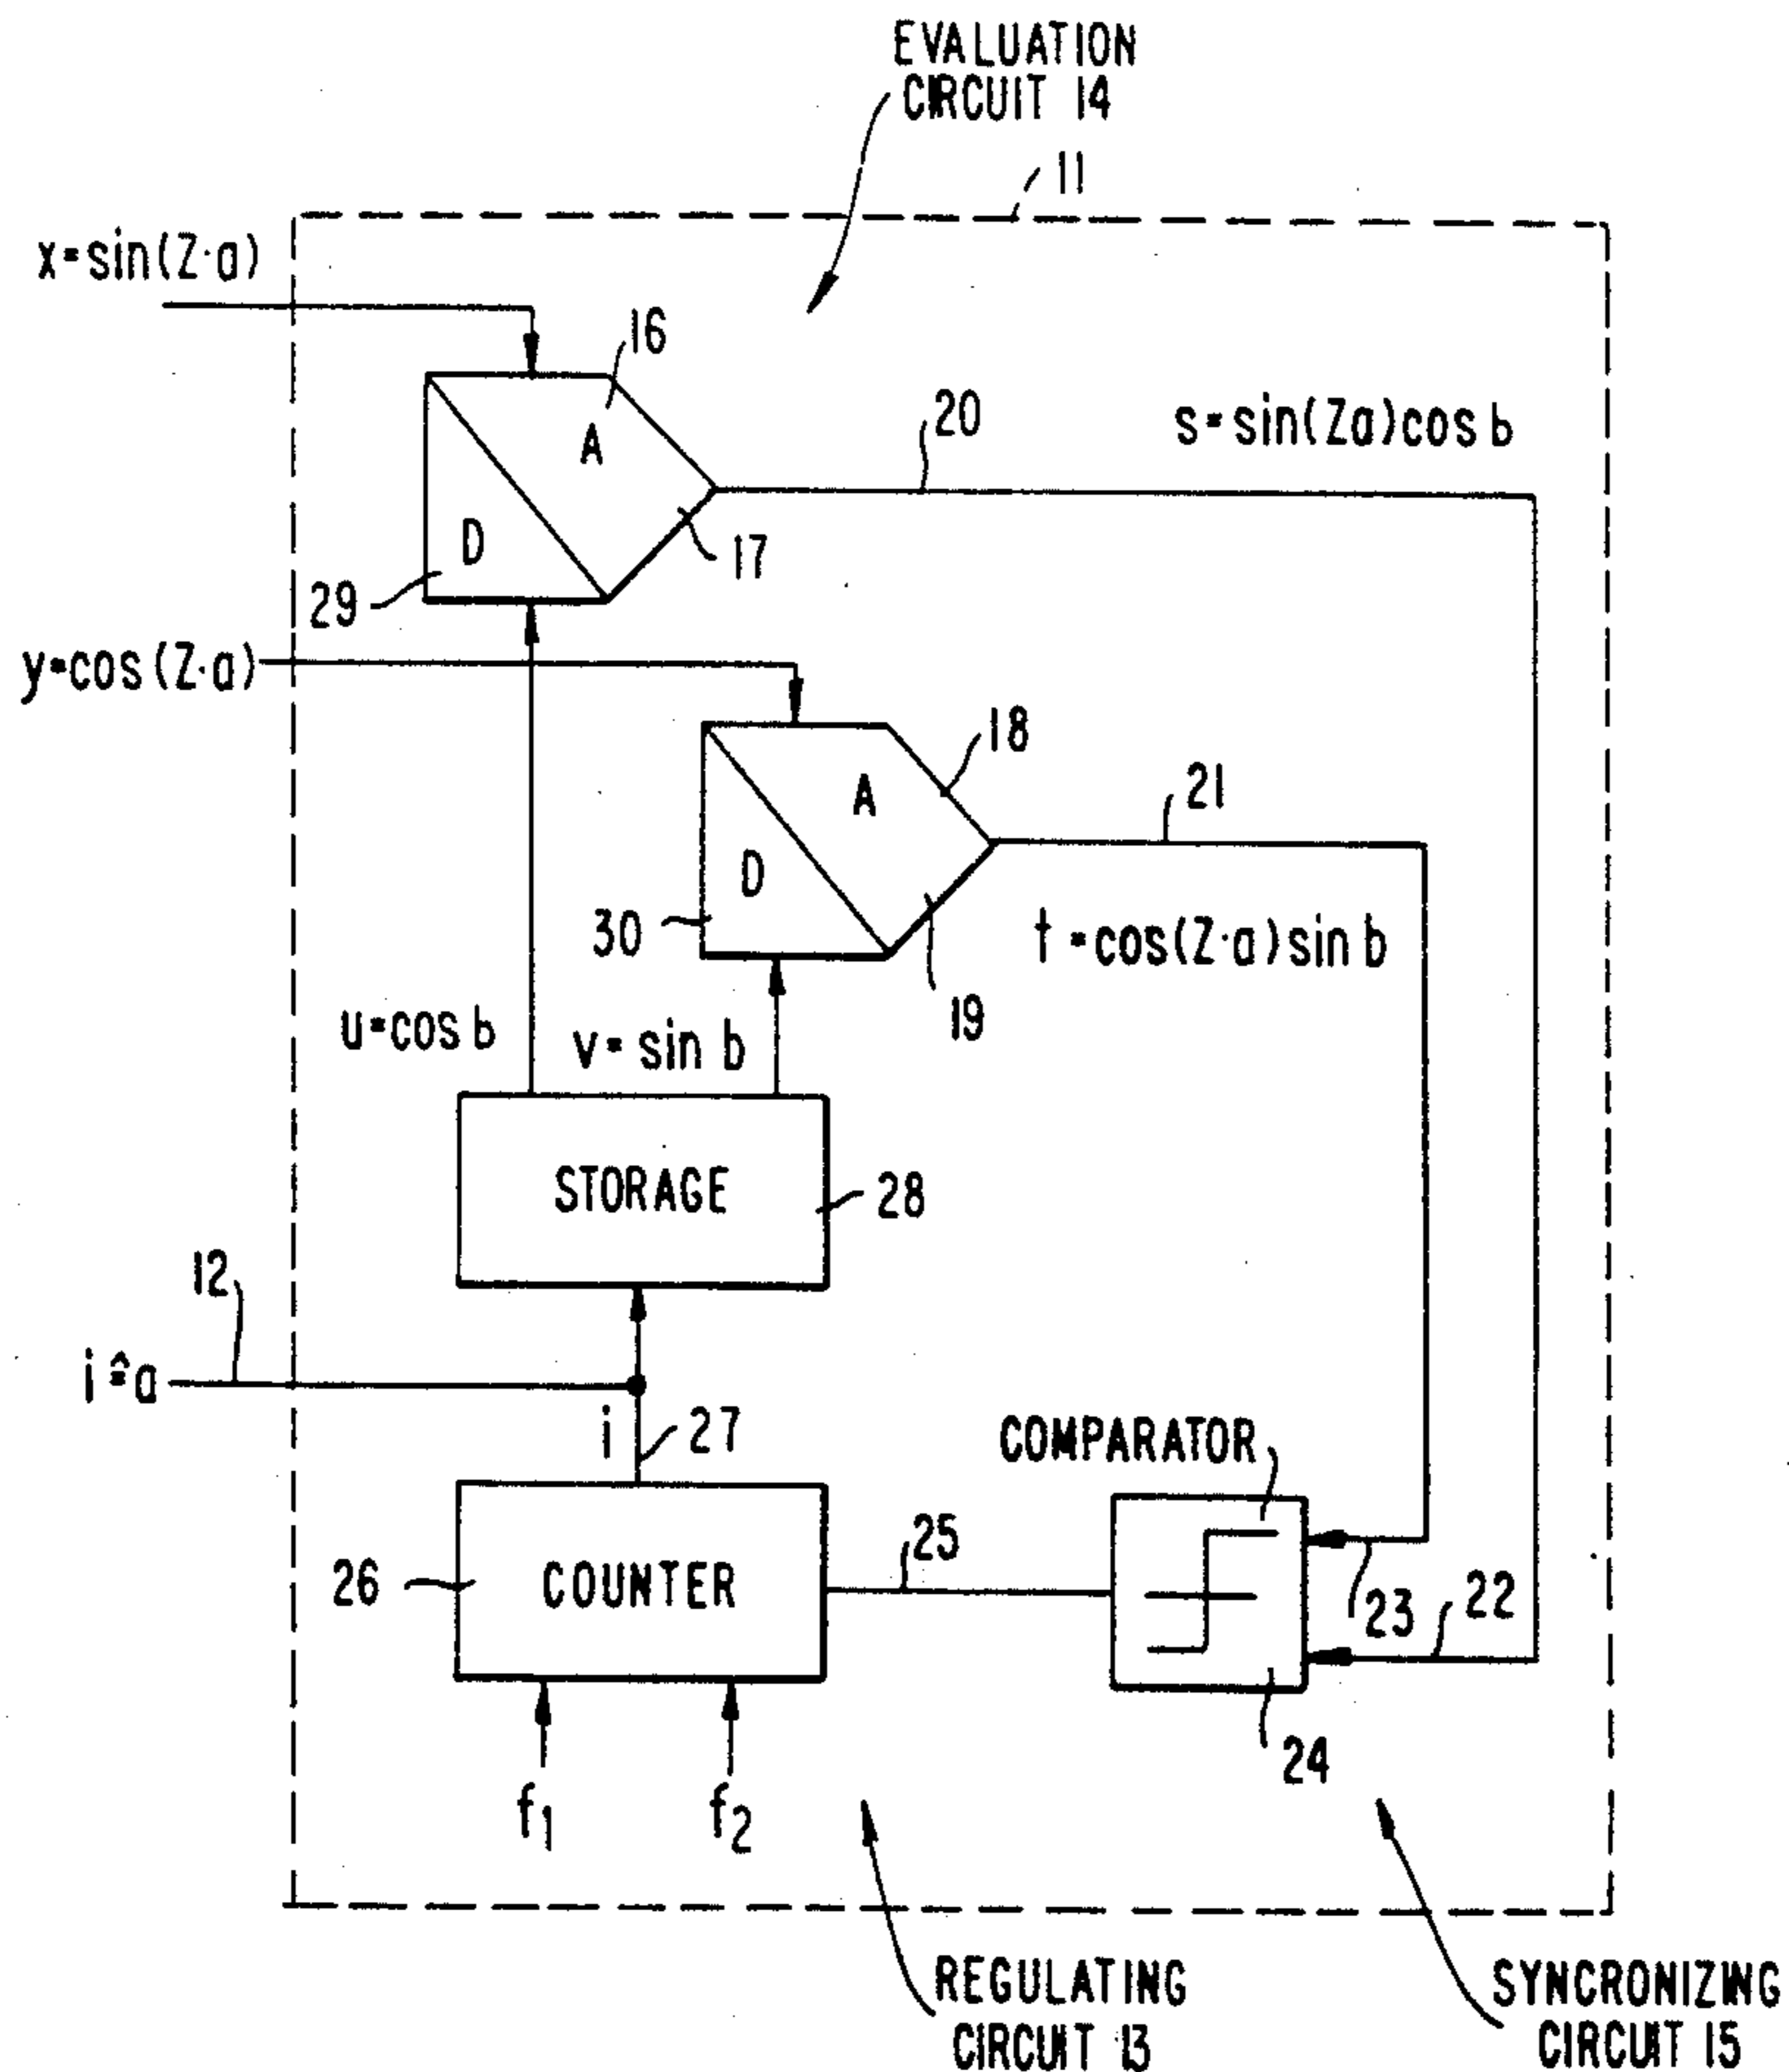 EVALUATION
CIRCUIT 14
11
x=sin(Z·a)
16
20
s=sin(Za)cos b
A
D
17
29
y=cos(Z·a)
18
A
21
D
30
t=cos(Z·a)sin b
19
u=cos b
v=sin b
STORAGE
28
12
i≙a
i
27
COMPARATOR
26
COUNTER
25
23
22
24
f1
f2
REGULATING
CIRCUIT 13
SYNCRONIZING
CIRCUIT 15